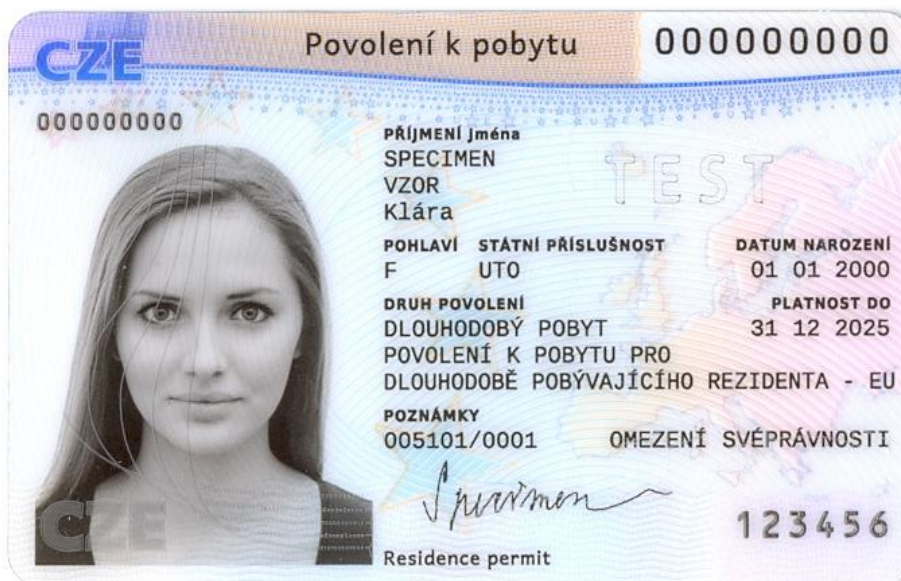 CZE Povolení k pobytu 000000000
000000000
PŘÍJMENÍ jména
SPECIMEN
VZOR
Klára
TEST
POHLAVÍ STÁTNÍ PŘÍSLUŠNOST DATUM NAROZENÍ
F UTO 01 01 2000
DRUH POVOLENÍ PLATNOST DO
DLOUHODOBÝ POBYT 31 12 2025
POVOLENÍ K POBYTU PRO
DLOUHODOBĚ POBÝVAJÍCÍHO REZIDENTA - EU
POZNÁMKY
005101/0001 OMEZENÍ SVÉPRÁVNOSTI
Specimen
CZE
123456
Residence permit